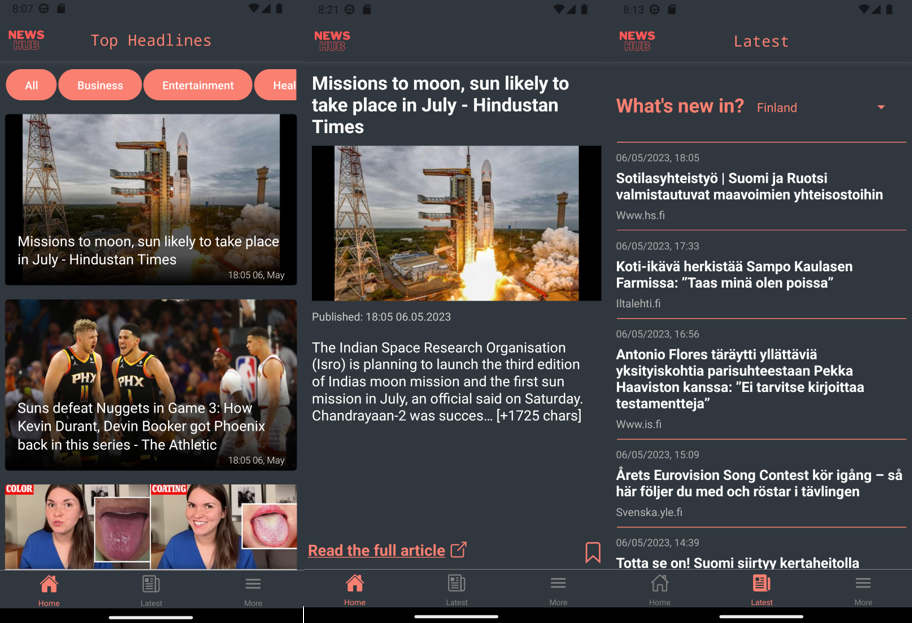 8:07
NEWS
HUB
Top Headlines
All
Business
Entertainment
Heal
Missions to moon, sun likely to take place
in July - Hindustan Times
18:05 06, May
PHX
PHX
Suns defeat Nuggets in Game 3: How
Kevin Durant, Devin Booker got Phoenix
back in this series - The Athletic
18:05 06, May
COLOR
COATING
Home
Latest
More
8:21
NEWS
HUB
Missions to moon, sun likely to
take place in July - Hindustan
Times
Published: 18:05 06.05.2023
The Indian Space Research Organisation
(Isro) is planning to launch the third edition
of Indias moon mission and the first sun
mission in July, an official said on Saturday.
Chandrayaan-2 was succes… [+1725 chars]
Read the full article
Home
Latest
More
8:13
NEWS
HUB
Latest
What's new in? Finland
06/05/2023, 18:05
Sotilasyhteistyö | Suomi ja Ruotsi
valmistautuvat maavoimien yhteisostoihin
Www.hs.fi
06/05/2023, 17:33
Koti-ikävä herkistää Sampo Kaulasen
Farmissa: ”Taas minä olen poissa”
Iltalehti.fi
06/05/2023, 16:56
Antonio Flores täräytti yllättäviä
yksityiskohtia parisuhteestaan Pekka
Haaviston kanssa: ”Ei tarvitse kirjoittaa
testamentteja”
Www.is.fi
06/05/2023, 15:09
Årets Eurovision Song Contest kör igång – så
här följer du med och röstar i tävlingen
Svenska.yle.fi
06/05/2023, 14:39
Totta se on! Suomi siirtyy kertaheitolla
Home
Latest
More